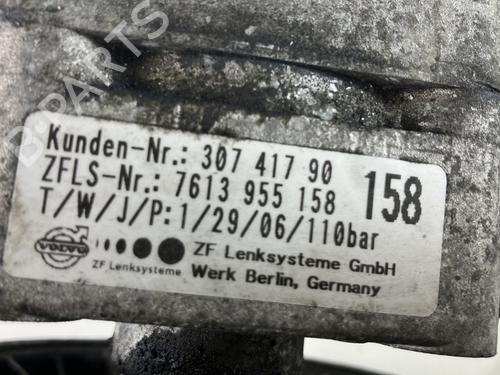 B-PARTS
Kunden-Nr.: 307 417 90
ZFLS-Nr.: 7613 955 158
158
T/W/J/P:1/29/06/110bar
VOLVO
ZF Lenksysteme
ZF Lenksysteme GmbH
Werk Berlin, Germany